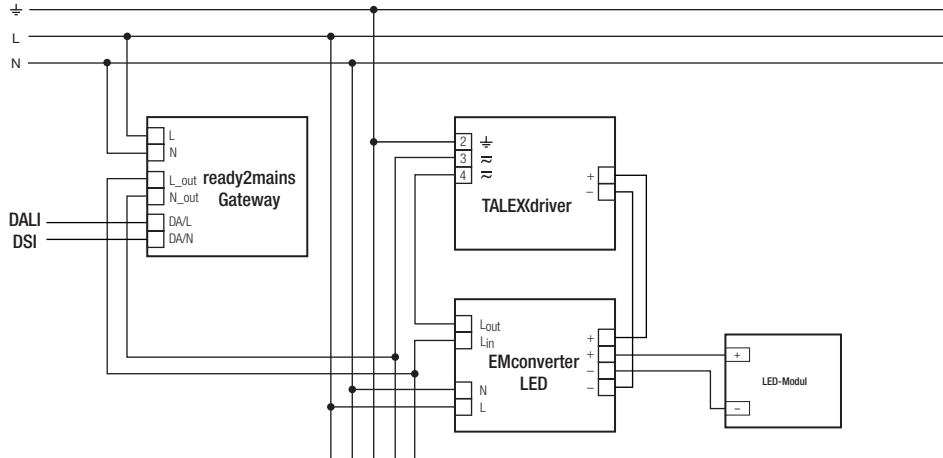 ⏚
L
N
L
N
L_out
N_out
DA/L
DA/N
ready2mains
Gateway
DALI
DSI
2 ⏚
3
4
+
−
TALEXdriver
Lout
Lin
N
L
EMconverter
LED
+
+
−
−
+
−
LED-Modul